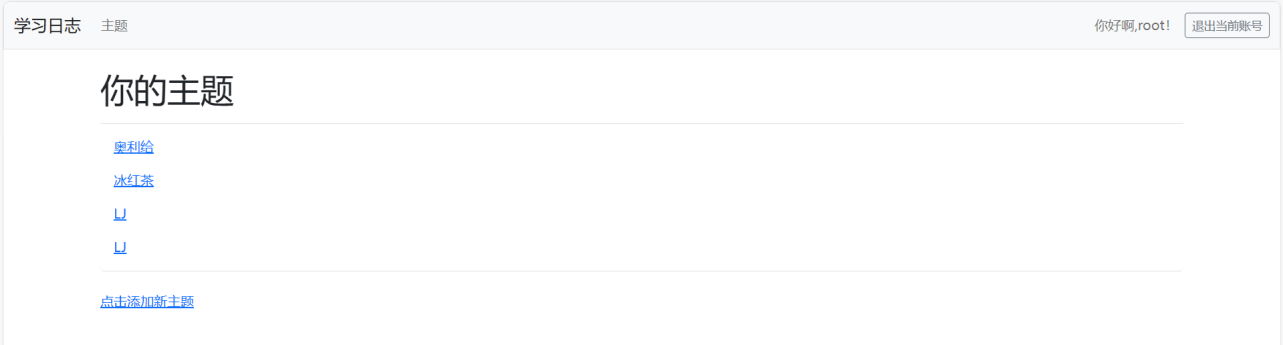 学习日志 主题 你好啊,root! 退出当前账号
你的主题
奥利给
冰红茶
LJ
LJ
点击添加新主题